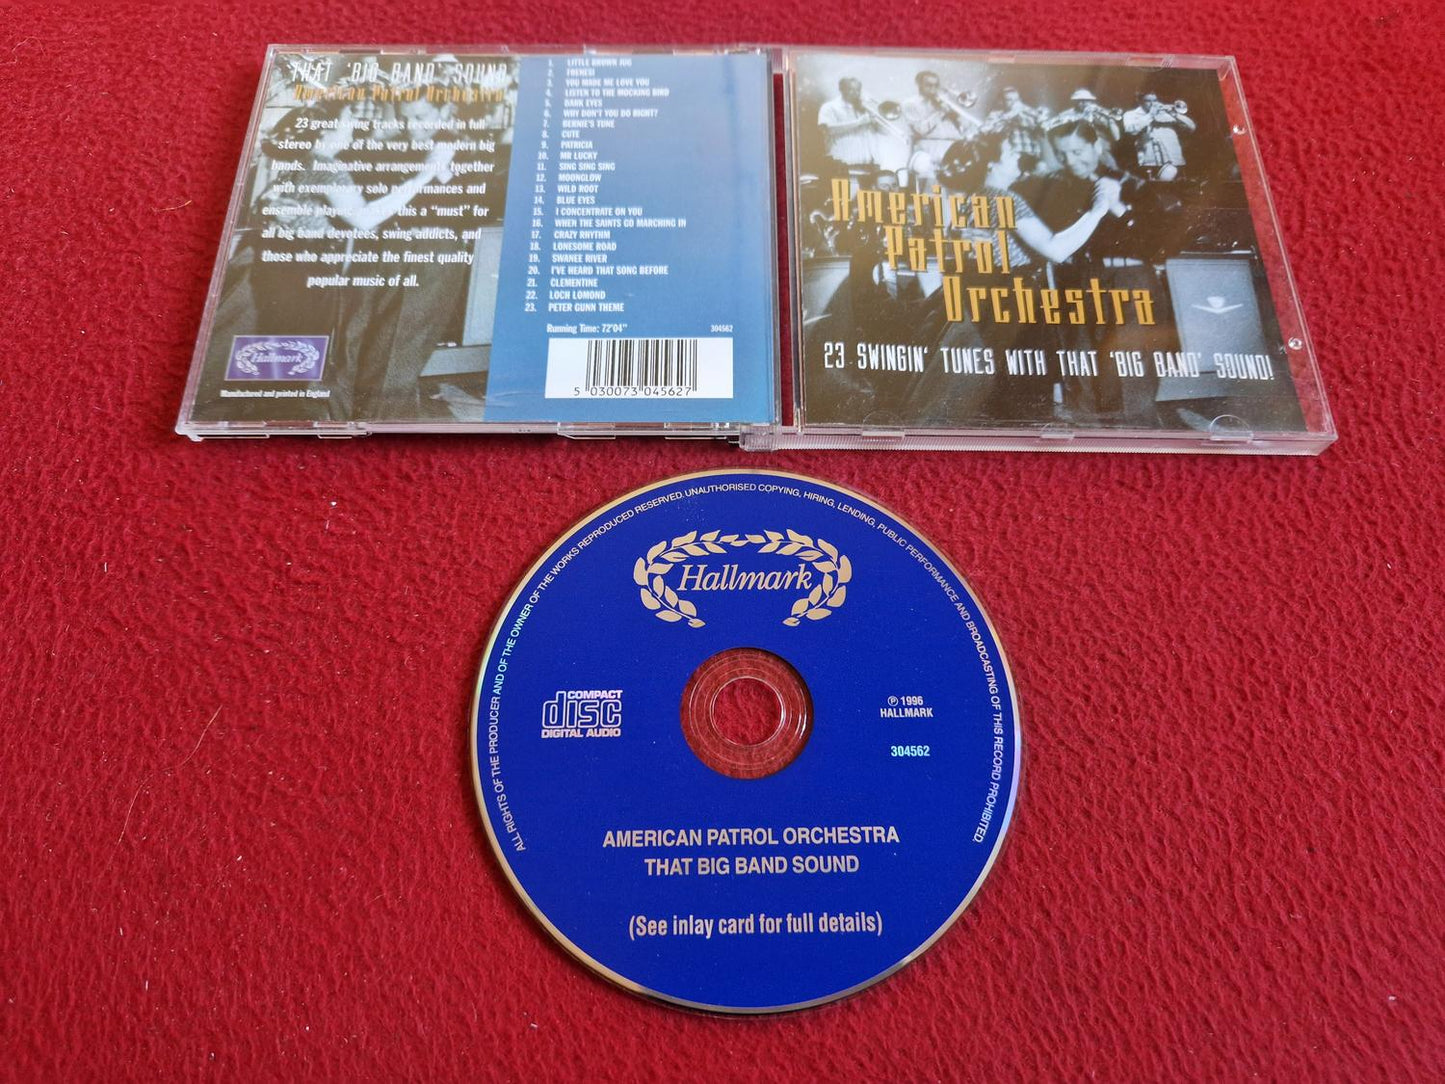 THAT 'BIG BAND' SOUND
American Patrol Orchestra
23 great swing tracks recorded in full
stereo by one of the very best modern big
bands. Imaginative arrangements together
with exemplary solo performances and
ensemble playing makes this a "must" for
all big band devotees, swing addicts, and
those who appreciate the finest quality
popular music of all.
Hallmark
Manufactured and printed in England
1. LITTLE BROWN JUG
2. FRENESI
3. YOU MADE ME LOVE YOU
4. LISTEN TO THE MOCKING BIRD
5. DARK EYES
6. WHY DON'T YOU DO RIGHT?
7. BERNIE'S TUNE
8. CUTE
9. PATRICIA
10. MR LUCKY
11. SING SING SING
12. MOONGLOW
13. WILD ROOT
14. BLUE EYES
15. I CONCENTRATE ON YOU
16. WHEN THE SAINTS GO MARCHING IN
17. CRAZY RHYTHM
18. LONESOME ROAD
19. SWANEE RIVER
20. I'VE HEARD THAT SONG BEFORE
21. CLEMENTINE
22. LOCH LOMOND
23. PETER GUNN THEME
Running Time: 72'04" 304562
5 030073 045627
American
Patrol
Orchestra
23 SWINGIN' TUNES WITH THAT 'BIG BAND' SOUND!
ALL RIGHTS OF THE PRODUCER AND OF THE OWNER OF THE WORKS REPRODUCED RESERVED. UNAUTHORISED COPYING, HIRING, LENDING, PUBLIC PERFORMANCE AND BROADCASTING OF THIS RECORD PROHIBITED.
Hallmark
COMPACT
disc
DIGITAL AUDIO
℗ 1996
HALLMARK
304562
AMERICAN PATROL ORCHESTRA
THAT BIG BAND SOUND
(See inlay card for full details)